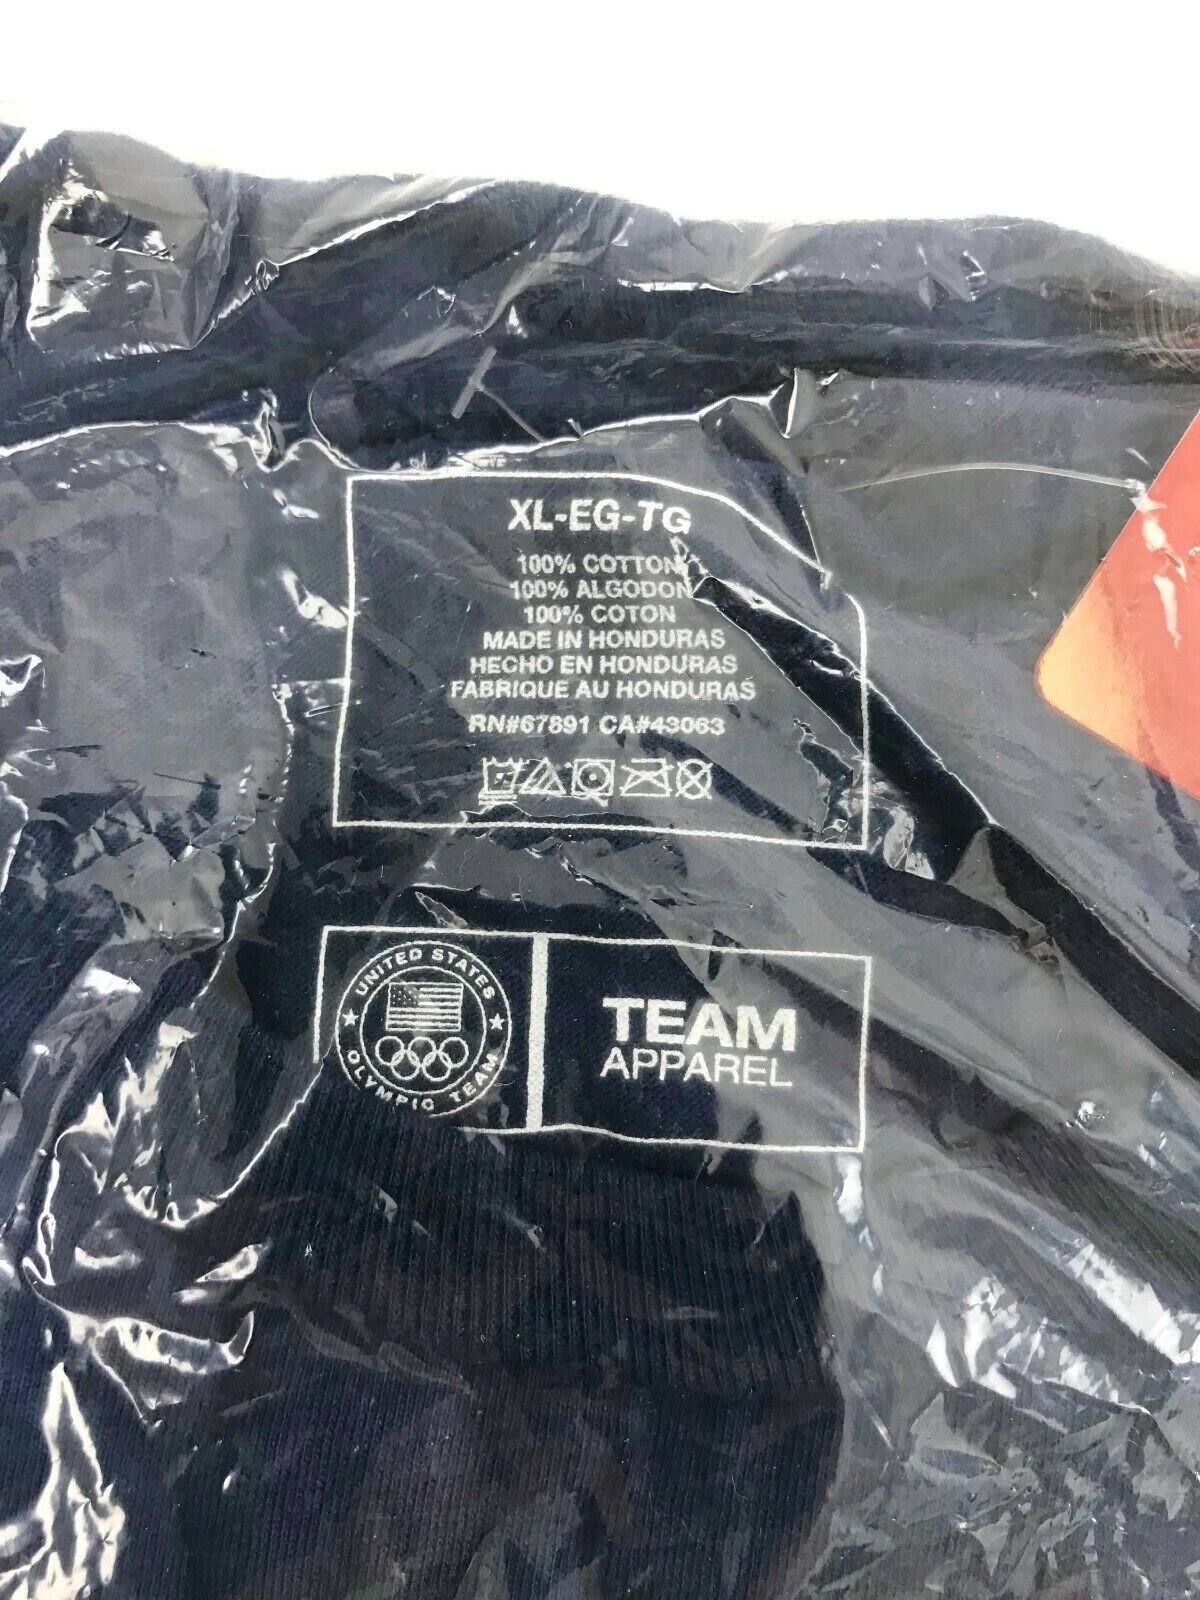 XL-EG-TG
100% COTTON
100% ALGODON
100% COTON
MADE IN HONDURAS
HECHO EN HONDURAS
FABRIQUE AU HONDURAS
RN#67891 CA#43063
UNITED STATES
OLYMPIC TEAM
TEAM
APPAREL